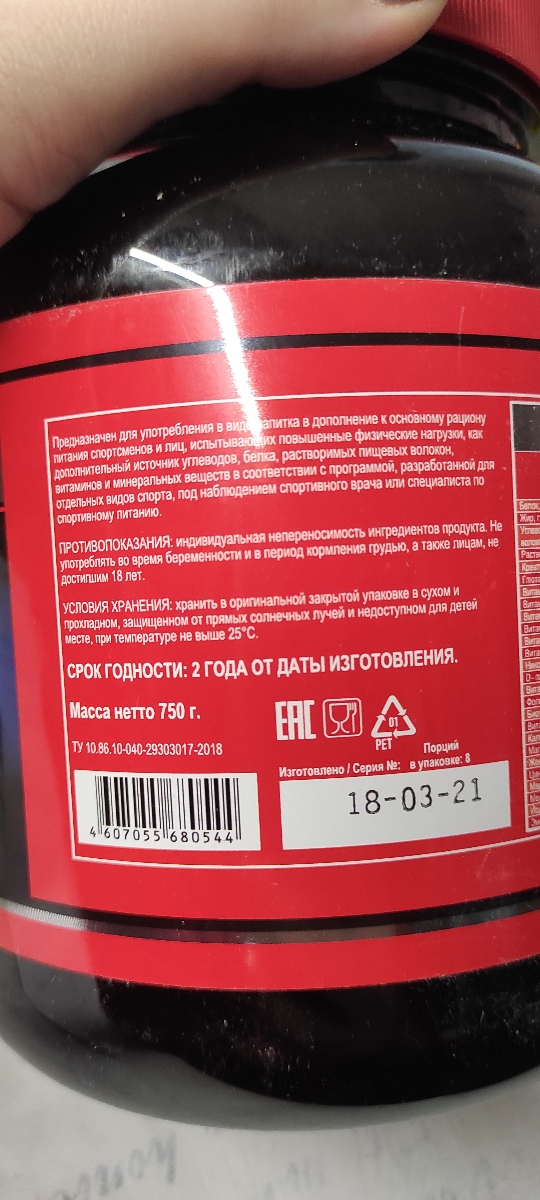 Предназначен для употребления в виде напитка в дополнение к основному рациону
питания спортсменов и лиц, испытывающих повышенные физические нагрузки, как
дополнительный источник углеводов, белка, растворимых пищевых волокон,
витаминов и минеральных веществ в соответствии с программой, разработанной для
отдельных видов спорта, под наблюдением спортивного врача или специалиста по
спортивному питанию.
ПРОТИВОПОКАЗАНИЯ: индивидуальная непереносимость ингредиентов продукта. Не
употреблять во время беременности и в период кормления грудью, а также лицам, не
достигшим 18 лет.
УСЛОВИЯ ХРАНЕНИЯ: хранить в оригинальной закрытой упаковке в сухом и
прохладном, защищенном от прямых солнечных лучей и недоступном для детей
месте, при температуре не выше 25°C.
СРОК ГОДНОСТИ: 2 ГОДА ОТ ДАТЫ ИЗГОТОВЛЕНИЯ.
Масса нетто 750 г.
EAC
01
PET
ТУ 10.86.10-040-29303017-2018
Порций
Изготовлено / Серия №: в упаковке: 8
18-03-21
4 607055 680544
Белок,
Жир, г